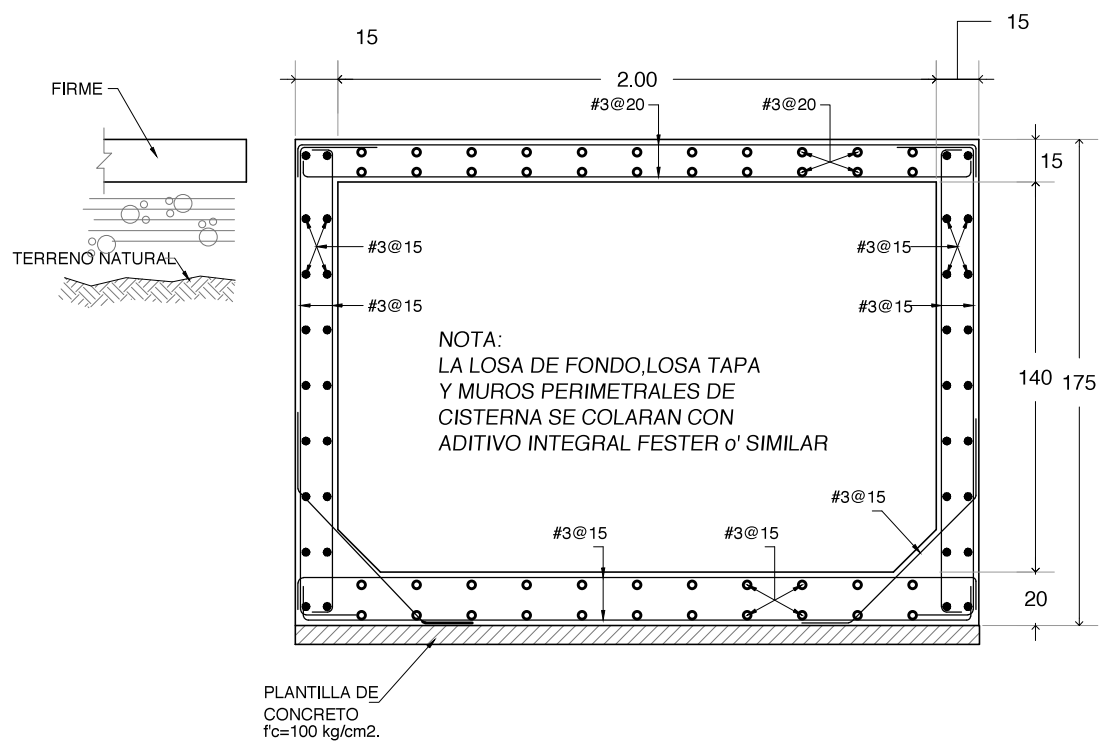 15
15
2.00
FIRME
#3@20
#3@20
15
#3@15
#3@15
TERRENO NATURAL
#3@15
#3@15
NOTA:
LA LOSA DE FONDO,LOSA TAPA
Y MUROS PERIMETRALES DE
CISTERNA SE COLARAN CON
ADITIVO INTEGRAL FESTER o' SIMILAR
140
175
#3@15
#3@15
#3@15
20
PLANTILLA DE
CONCRETO
f'c=100 kg/cm2.